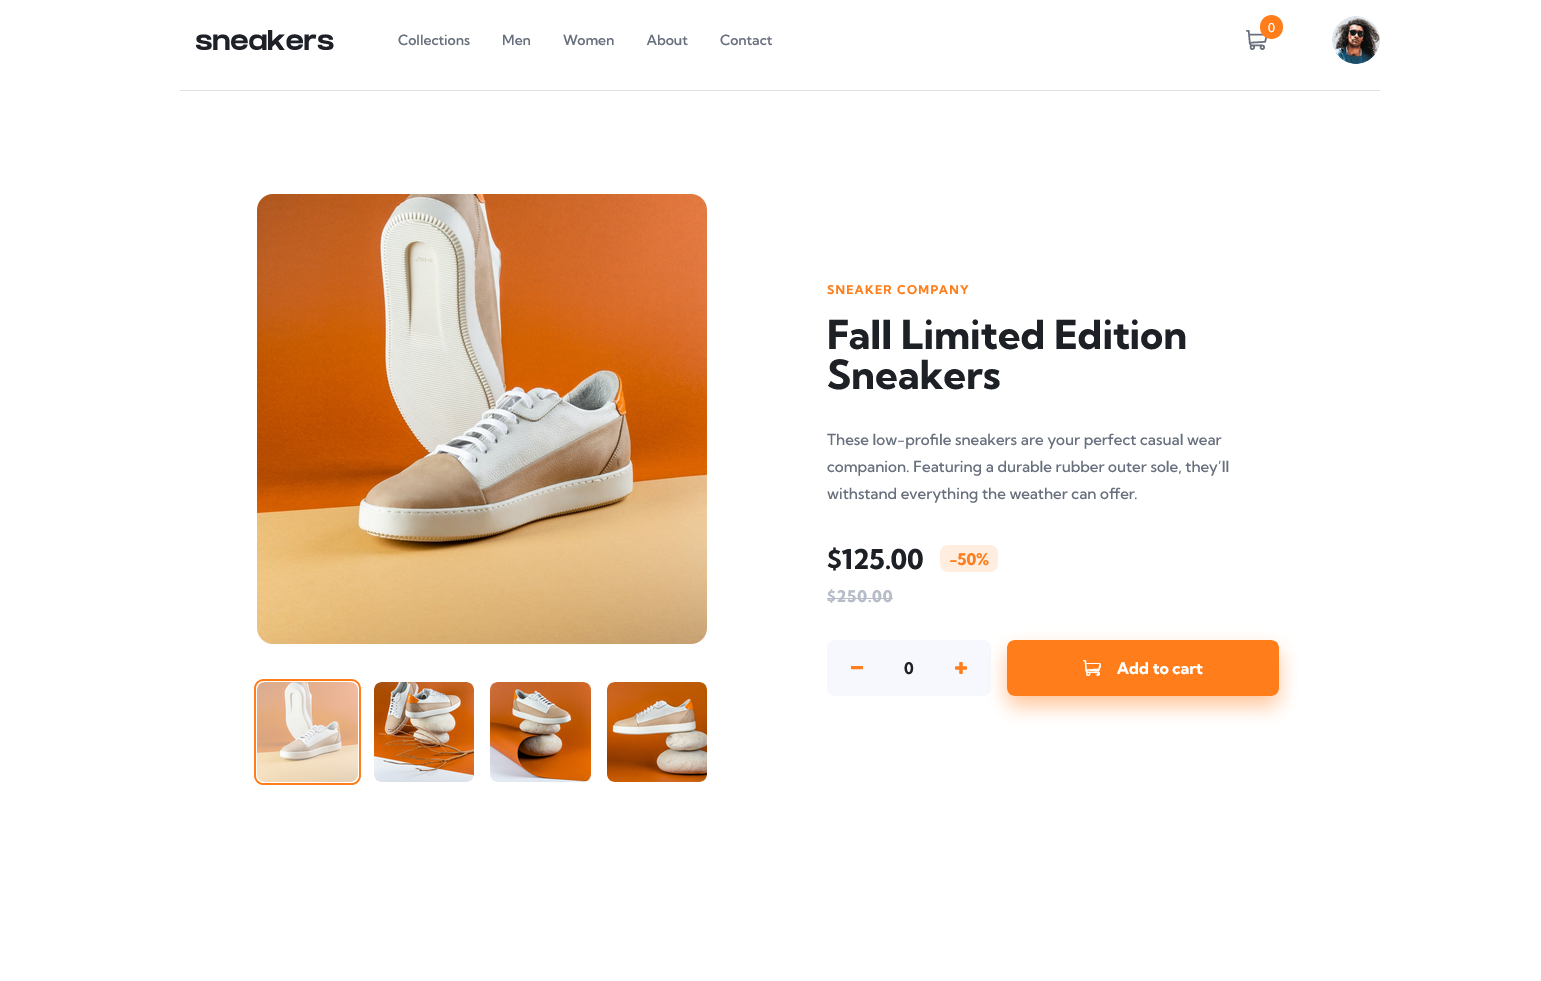 sneakers
Collections
Men
Women
About
Contact
0
SNEAKER COMPANY
Fall Limited Edition
Sneakers
These low-profile sneakers are your perfect casual wear
companion. Featuring a durable rubber outer sole, they’ll
withstand everything the weather can offer.
$125.00
-50%
$250.00
0
Add to cart